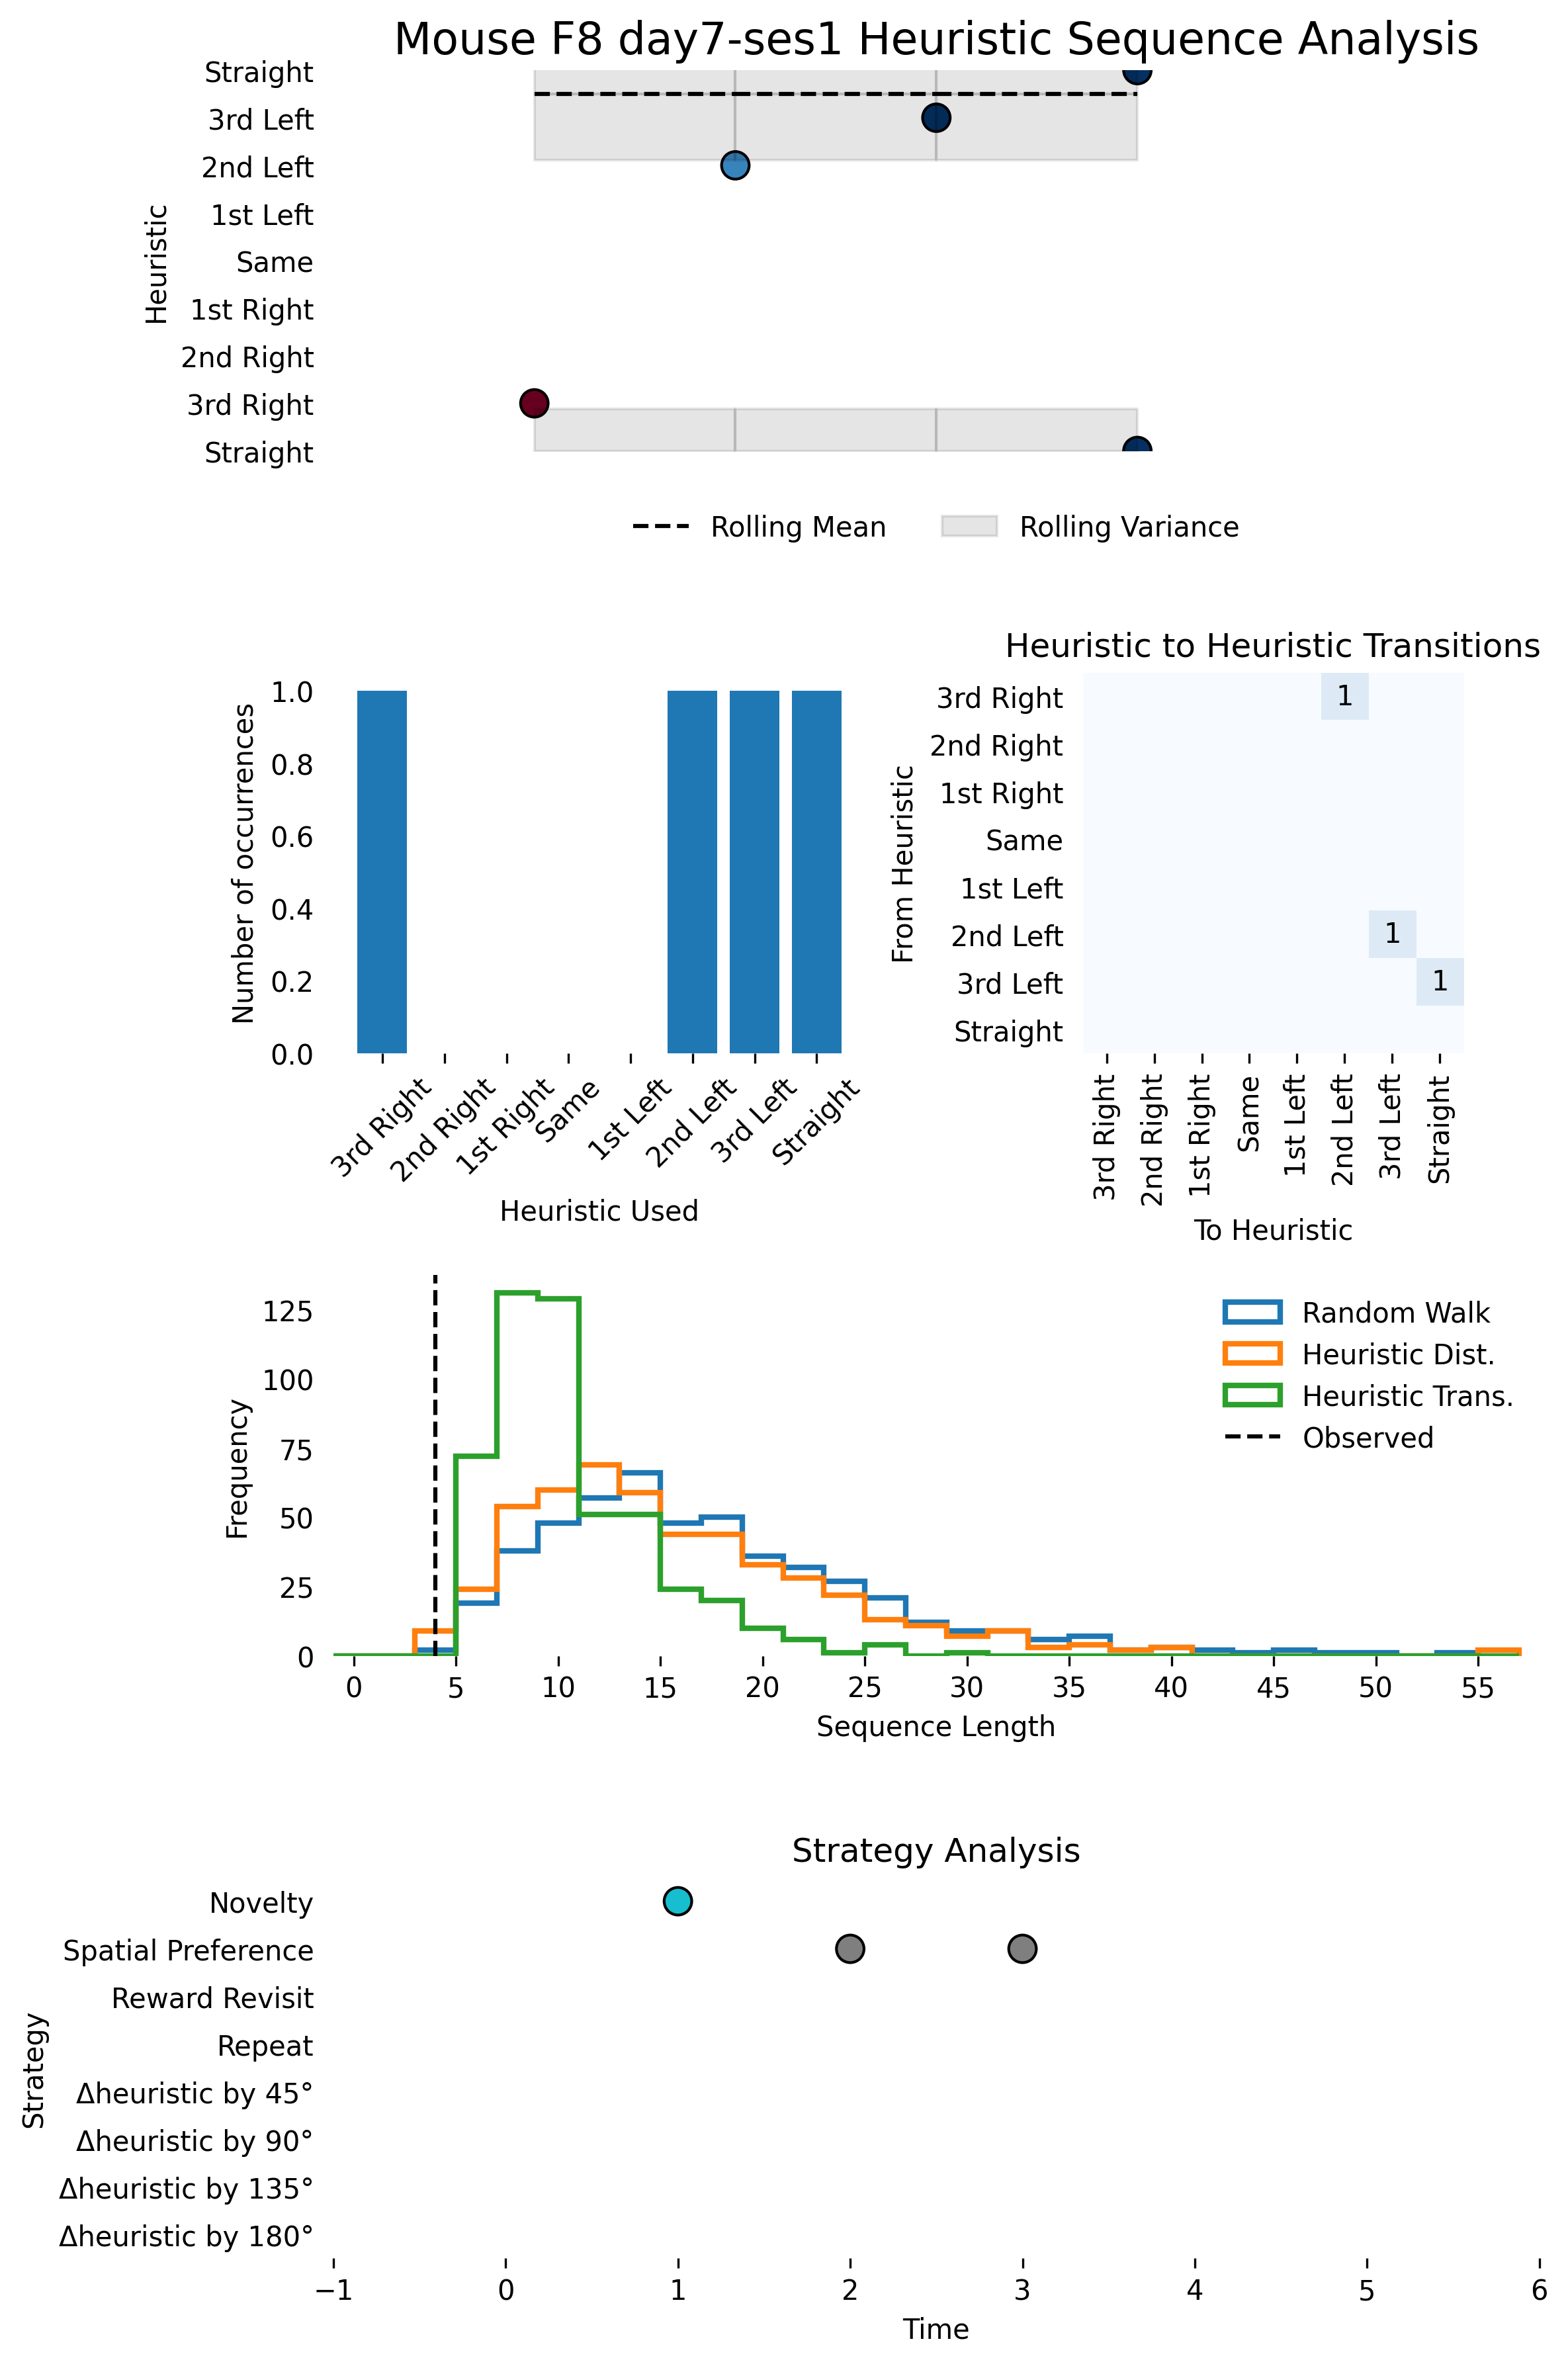 Mouse F8 day7-ses1 Heuristic Sequence Analysis
Heuristic
Straight
3rd Left
2nd Left
1st Left
Same
1st Right
2nd Right
3rd Right
Straight
Rolling Mean
Rolling Variance
Number of occurrences
1.0
0.8
0.6
0.4
0.2
0.0
3rd Right
2nd Right
1st Right
Same
1st Left
2nd Left
3rd Left
Straight
Heuristic Used
Heuristic to Heuristic Transitions
From Heuristic
3rd Right
2nd Right
1st Right
Same
1st Left
2nd Left
3rd Left
Straight
1
1
1
3rd Right
2nd Right
1st Right
Same
1st Left
2nd Left
3rd Left
Straight
To Heuristic
Frequency
125
100
75
50
25
0
0
5
10
15
20
25
30
35
40
45
50
55
Sequence Length
Random Walk
Heuristic Dist.
Heuristic Trans.
Observed
Strategy Analysis
Strategy
Novelty
Spatial Preference
Reward Revisit
Repeat
Δheuristic by 45°
Δheuristic by 90°
Δheuristic by 135°
Δheuristic by 180°
−1
0
1
2
3
4
5
6
Time